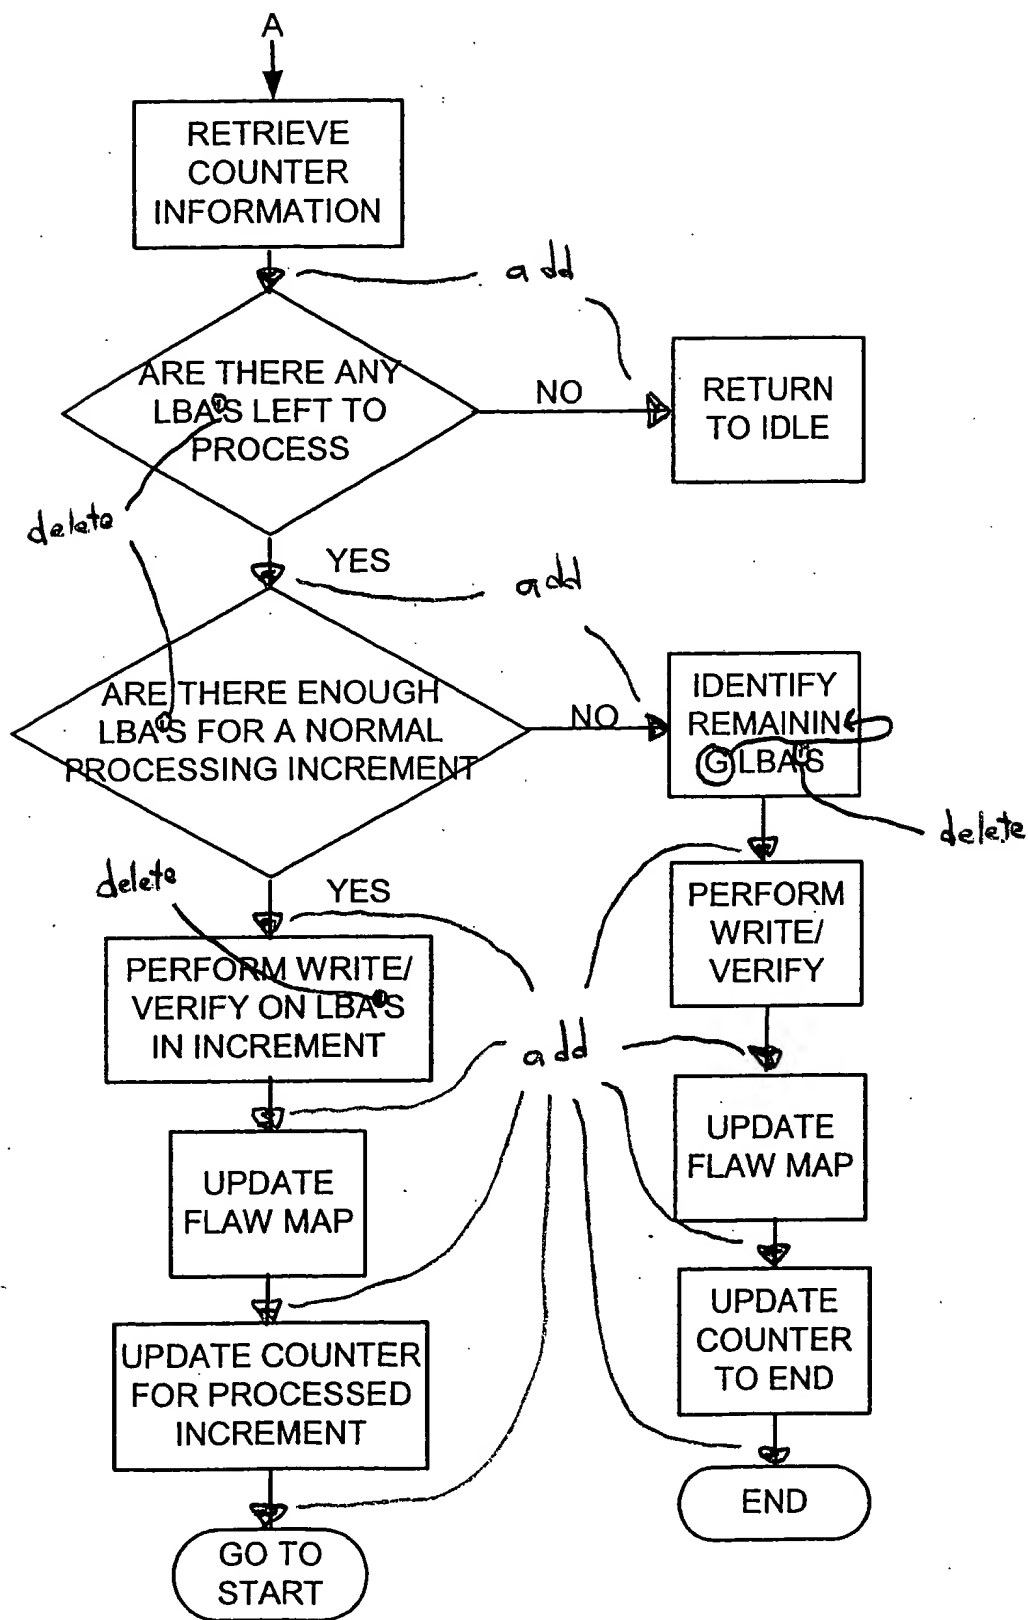 A
RETRIEVE
COUNTER
INFORMATION
add
ARE THERE ANY
LBA'S LEFT TO
PROCESS
NO
RETURN
TO IDLE
delete
YES
add
ARE THERE ENOUGH
LBA'S FOR A NORMAL
PROCESSING INCREMENT
NO
IDENTIFY
REMAININ
G LBA'S
delete
delete
YES
PERFORM WRITE/
VERIFY ON LBA'S
IN INCREMENT
PERFORM
WRITE/
VERIFY
add
UPDATE
FLAW MAP
UPDATE
FLAW MAP
UPDATE COUNTER
FOR PROCESSED
INCREMENT
UPDATE
COUNTER
TO END
GO TO
START
END